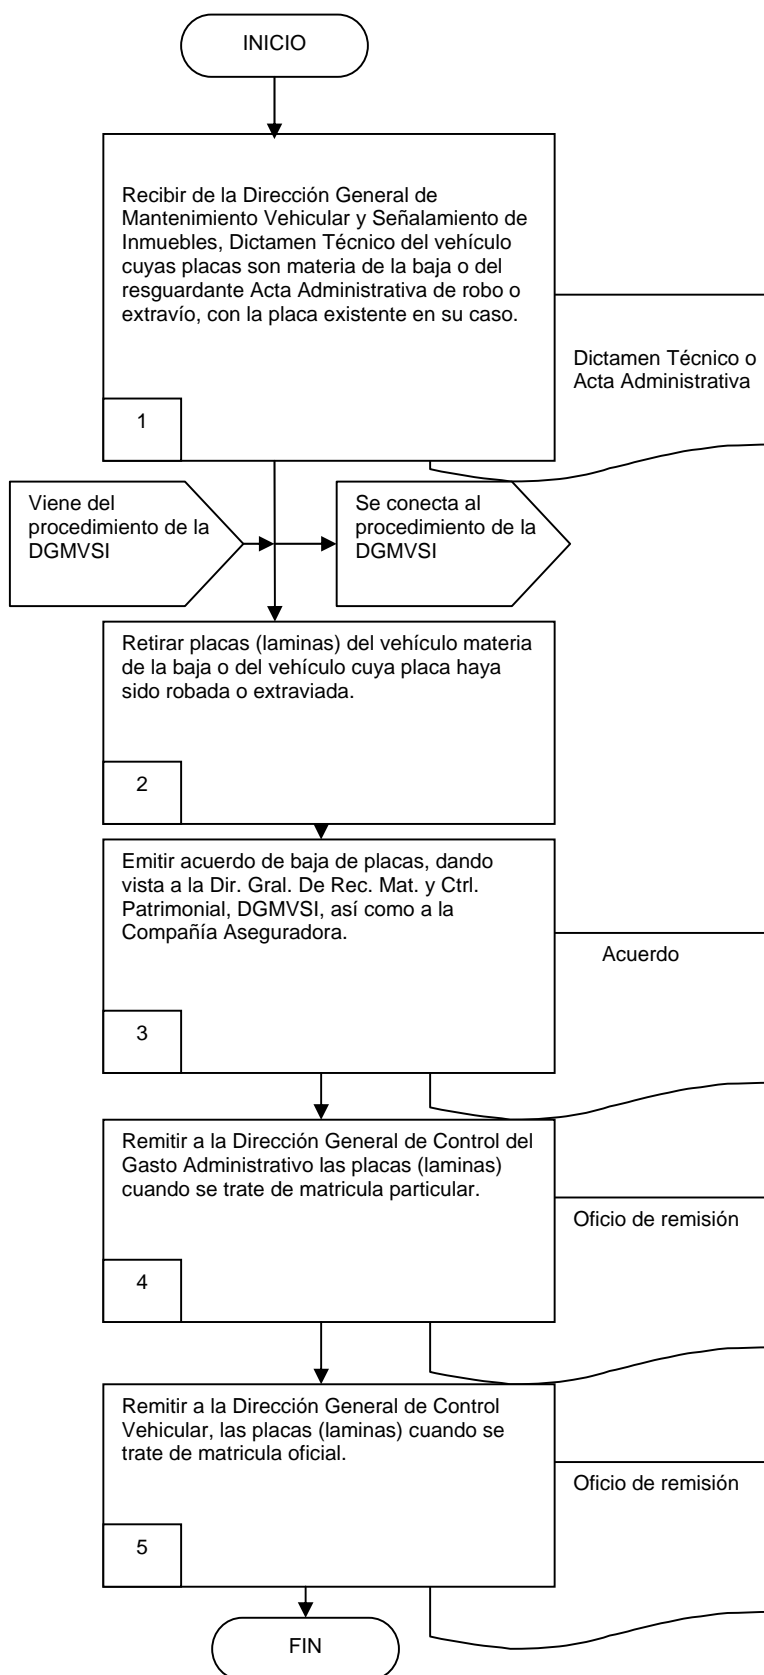 INICIO
Recibir de la Dirección General de
Mantenimiento Vehicular y Señalamiento de
Inmuebles, Dictamen Técnico del vehículo
cuyas placas son materia de la baja o del
resguardante Acta Administrativa de robo o
extravío, con la placa existente en su caso.
1
Dictamen Técnico o
Acta Administrativa
Viene del
procedimiento de la
DGMVSI
Se conecta al
procedimiento de la
DGMVSI
Retirar placas (laminas) del vehículo materia
de la baja o del vehículo cuya placa haya
sido robada o extraviada.
2
Emitir acuerdo de baja de placas, dando
vista a la Dir. Gral. De Rec. Mat. y Ctrl.
Patrimonial, DGMVSI, así como a la
Compañía Aseguradora.
3
Acuerdo
Remitir a la Dirección General de Control del
Gasto Administrativo las placas (laminas)
cuando se trate de matricula particular.
4
Oficio de remisión
Remitir a la Dirección General de Control
Vehicular, las placas (laminas) cuando se
trate de matricula oficial.
5
Oficio de remisión
FIN